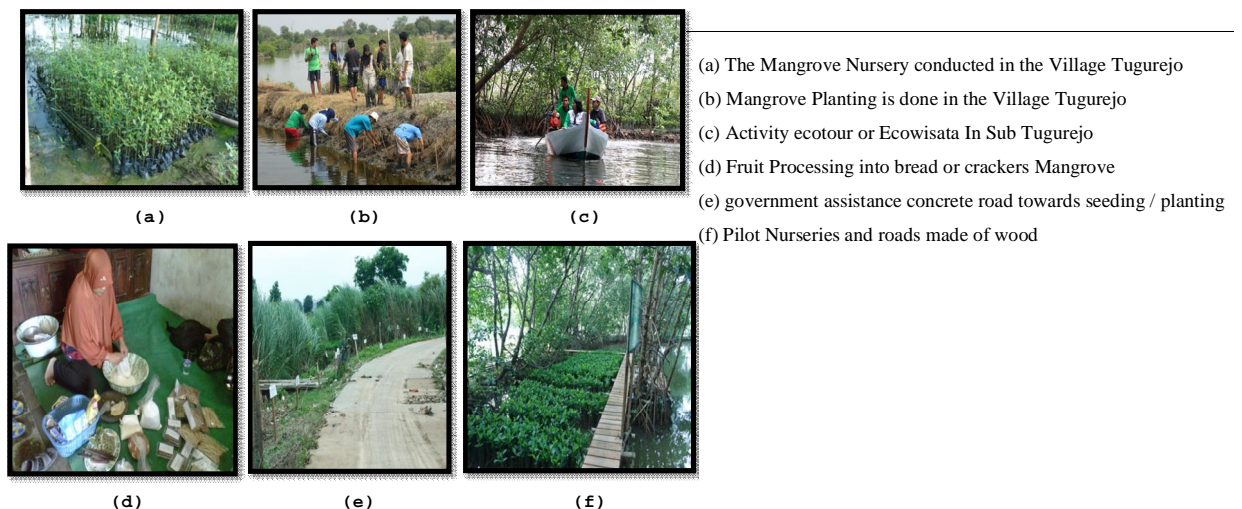 (a) The Mangrove Nursery conducted in the Village Tugurejo
(b) Mangrove Planting is done in the Village Tugurejo
(c) Activity ecotour or Ecowisata In Sub Tugurejo
(d) Fruit Processing into bread or crackers Mangrove
(e) government assistance concrete road towards seeding / planting
(f) Pilot Nurseries and roads made of wood
(a) (b) (c)
(d) (e) (f)